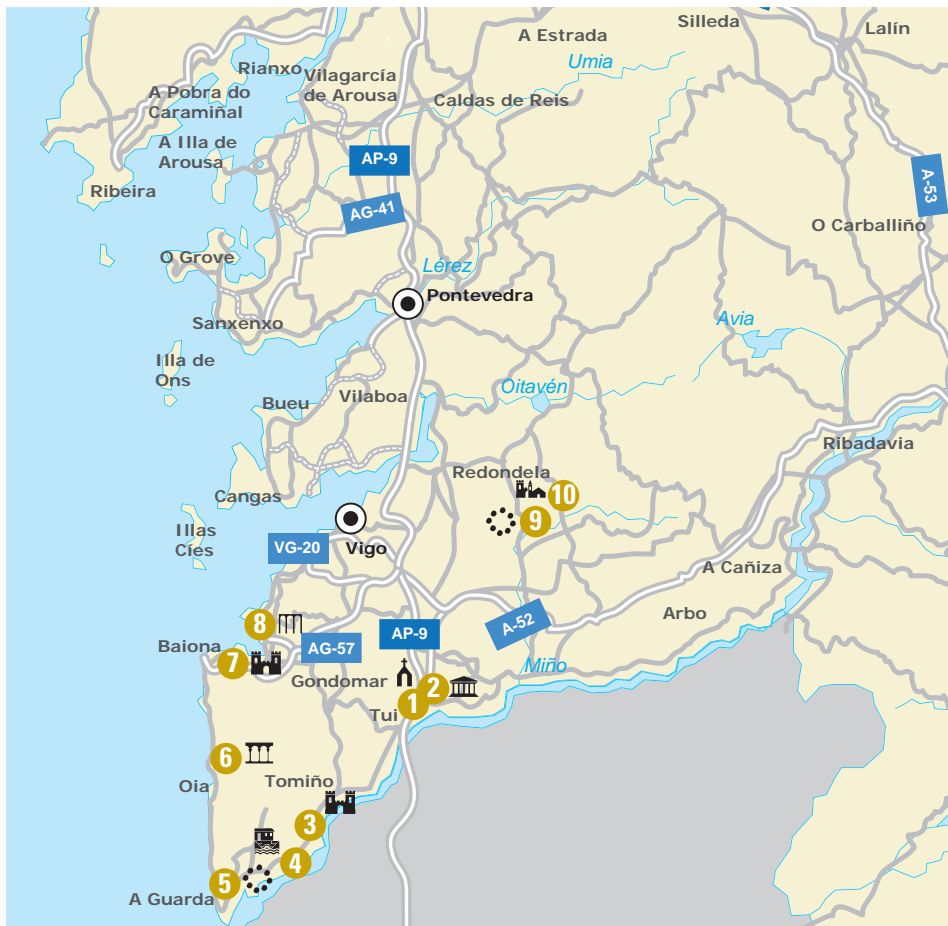 Silleda
Lalín
A Estrada
Umia
Rianxo
Vilagarcía
de Arousa
A Pobra do
Caramiñal
Caldas de Reis
A Illa de
Arousa
AP-9
A-53
Ribeira
AG-41
O Carballiño
O Grove
Lérez
Pontevedra
Sanxenxo
Avia
Illa de
Ons
Oitavén
Bueu
Vilaboa
Ribadavia
Redondela
10
Cangas
9
Illas
Cíes
VG-20
Vigo
A Cañiza
Arbo
8
A-52
Baiona
AG-57
AP-9
7
Miño
Gondomar
2
1
Tui
6
Oia
Tomiño
3
4
5
A Guarda